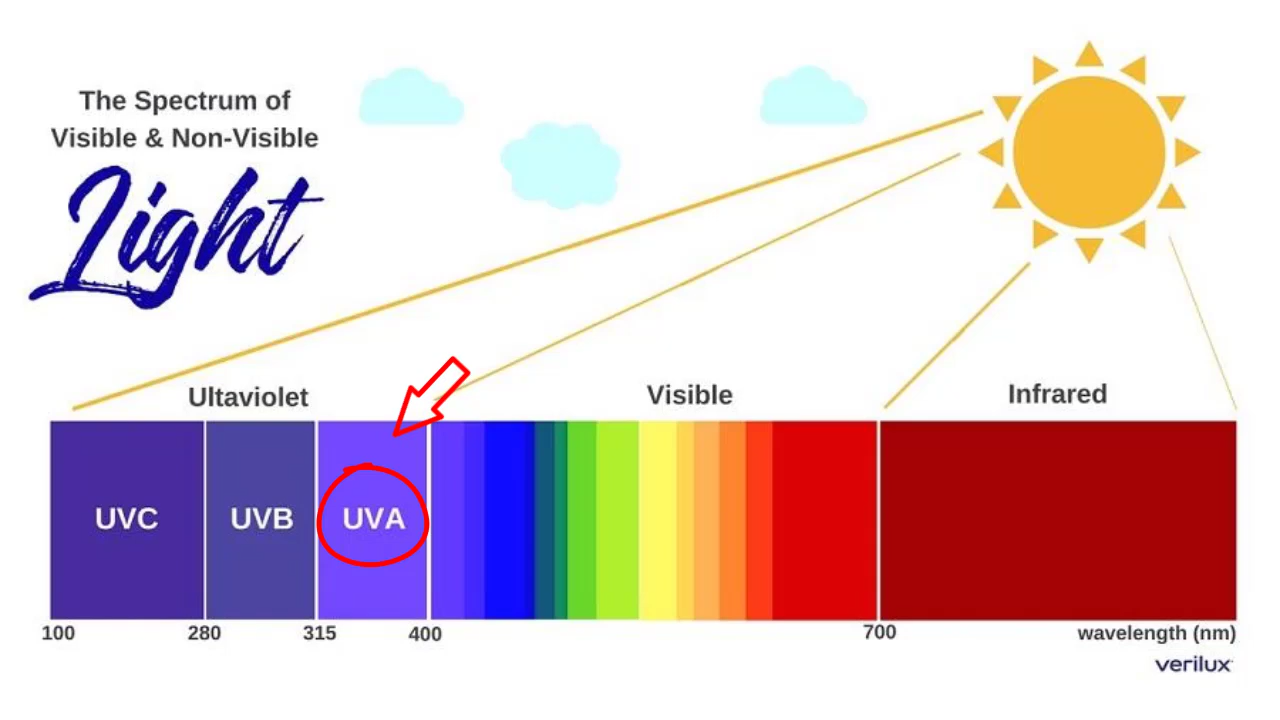 The Spectrum of
Visible & Non-Visible
Light
Ultaviolet
Visible
Infrared
UVC
UVB
UVA
100
280
315
400
700
wavelength (nm)
verilux